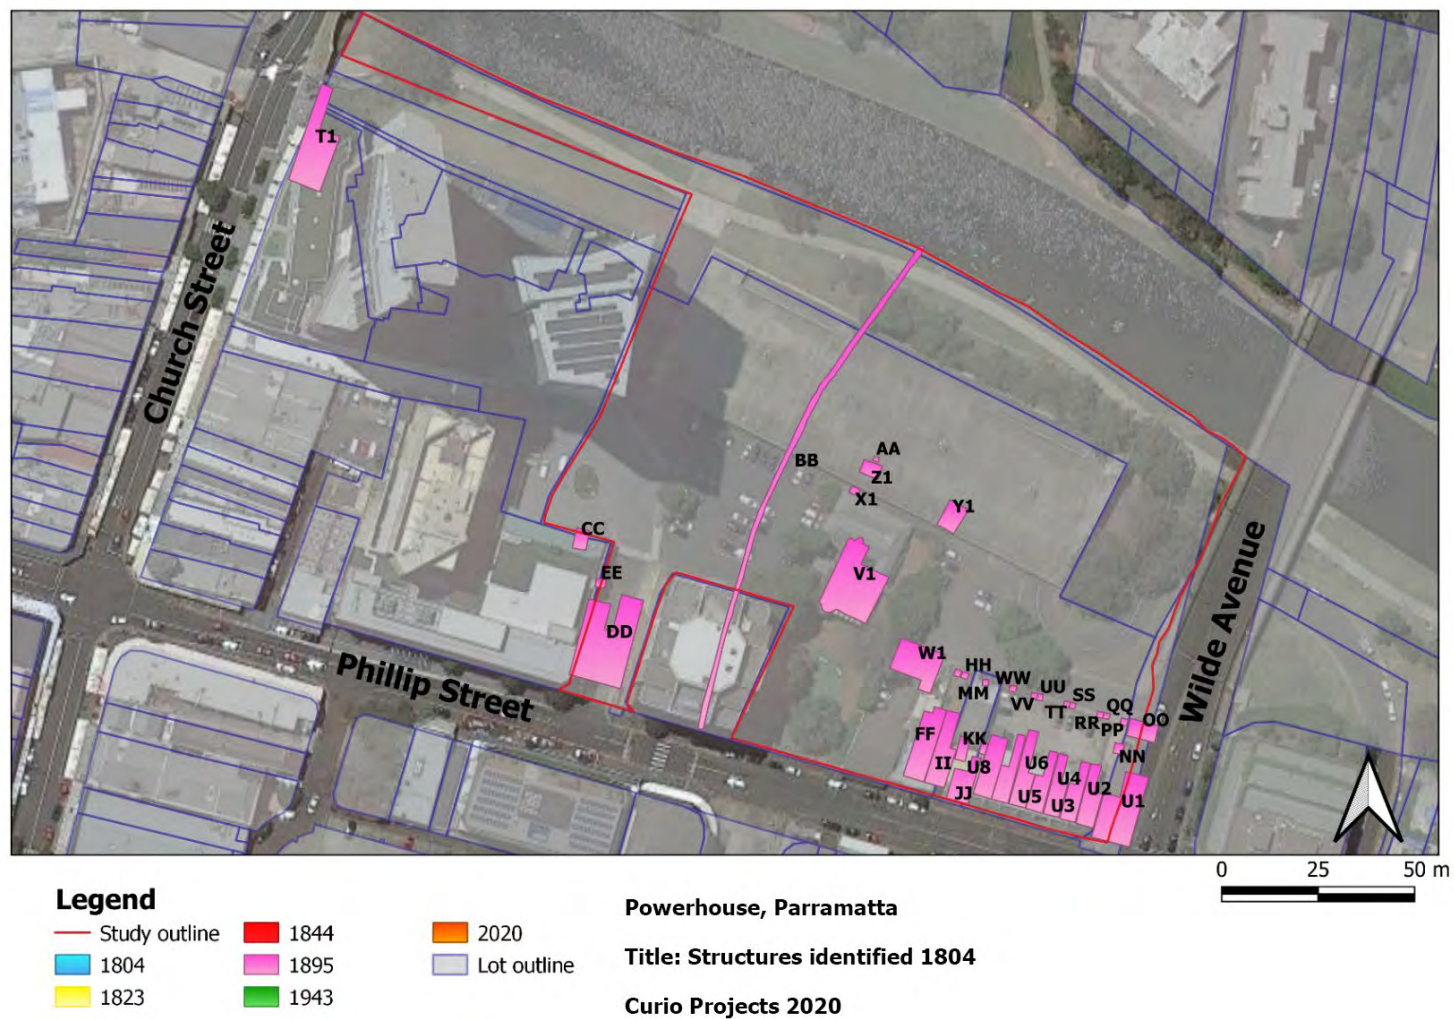 T1
Church Street
BB
AA
Z1
X1
Y1
CC
EE
DD
V1
W1
HH
MM
WW
VV
UU
TT
SS
RR
QQ
PP
OO
NN
FF
II
KK
U8
JJ
U6
U5
U4
U3
U2
U1
Phillip Street
Wilde Avenue
0 25 50 m
Legend
Study outline
1804
1823
1844
1895
1943
2020
Lot outline
Powerhouse, Parramatta
Title: Structures identified 1804
Curio Projects 2020